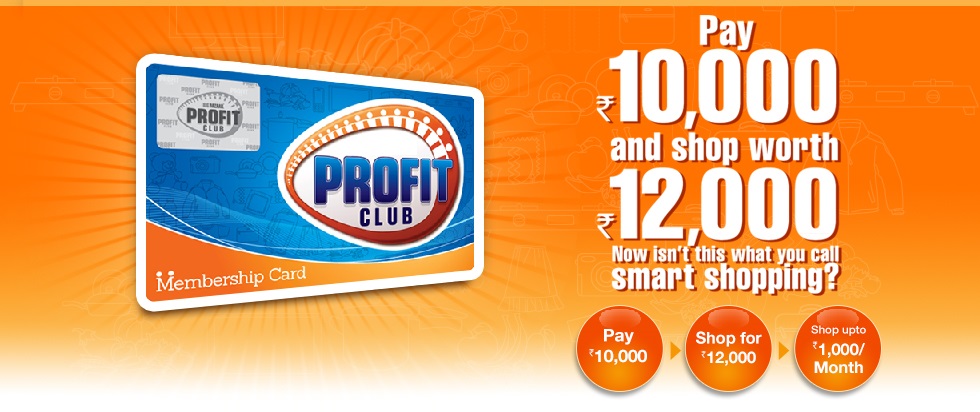 PROFIT
CLUB
PROFIT
CLUB
Membership Card
Pay
₹10,000
and shop worth
₹12,000
Now isn't this what you call
smart shopping?
Pay
₹10,000
Shop for
₹12,000
Shop upto
₹1,000/
Month